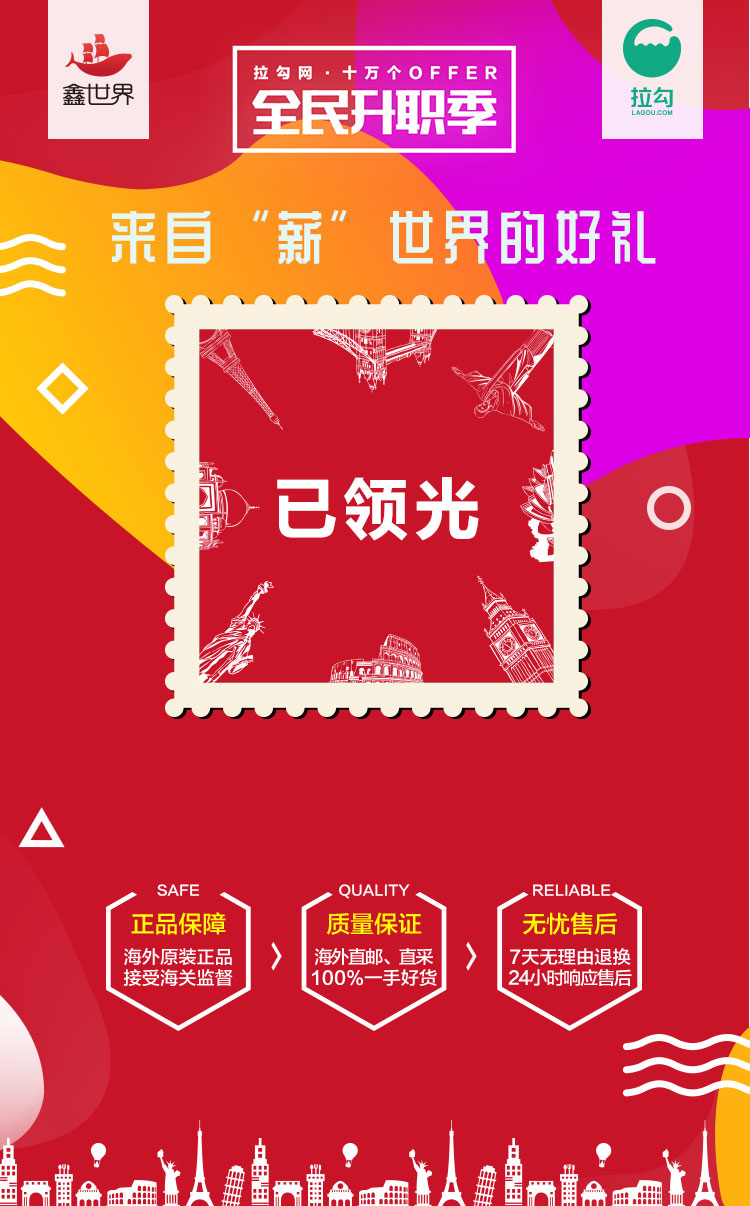 鑫世界
拉勾网·十万个OFFER
全民升职季
拉勾
LAGOU.COM
来自“薪”世界的好礼
已领光
SAFE
正品保障
海外原装正品
接受海关监督
QUALITY
质量保证
海外直邮、直采
100%一手好货
RELIABLE
无忧售后
7天无理由退换
24小时响应售后